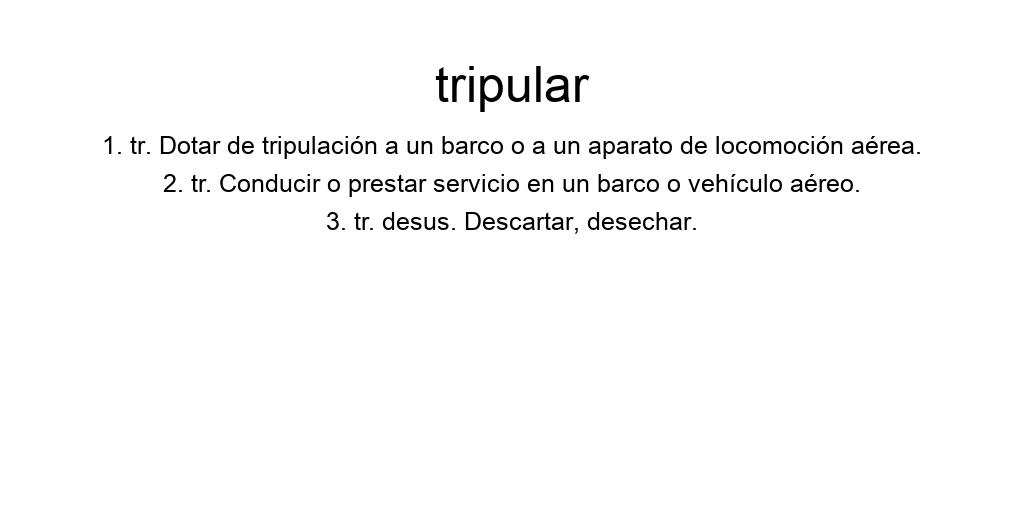 tripular
1. tr. Dotar de tripulación a un barco o a un aparato de locomoción aérea.
2. tr. Conducir o prestar servicio en un barco o vehículo aéreo.
3. tr. desus. Descartar, desechar.